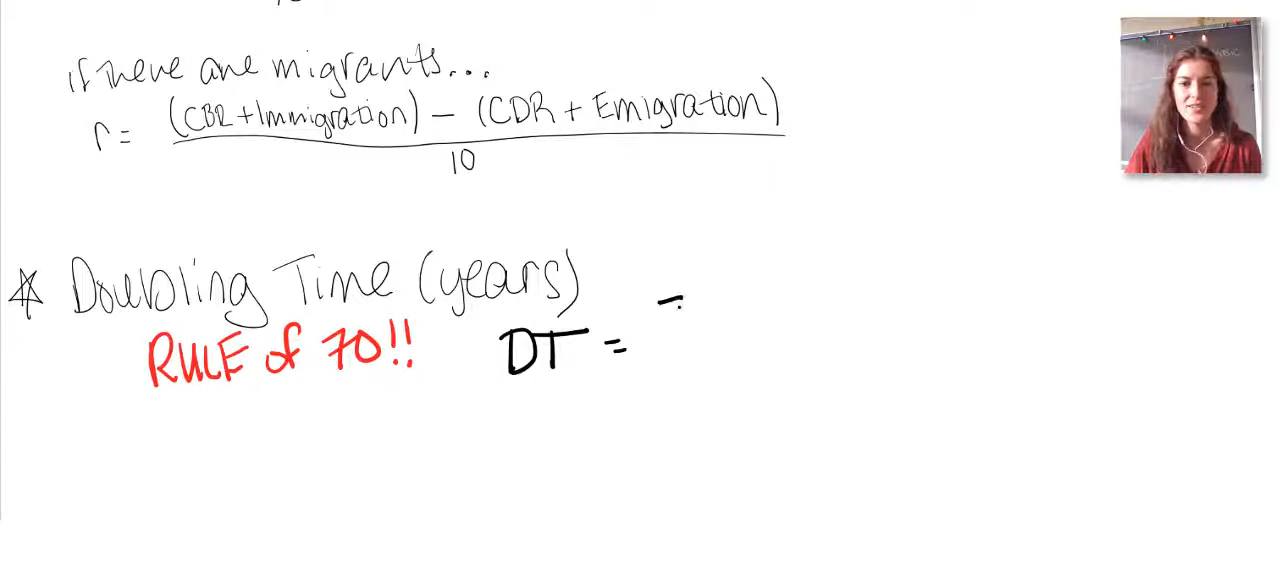 if there are migrants...
r = (CBR + Immigration) - (CDR + Emigration)
10
☆ Doubling Time (years)
RULE of 70!! DT =